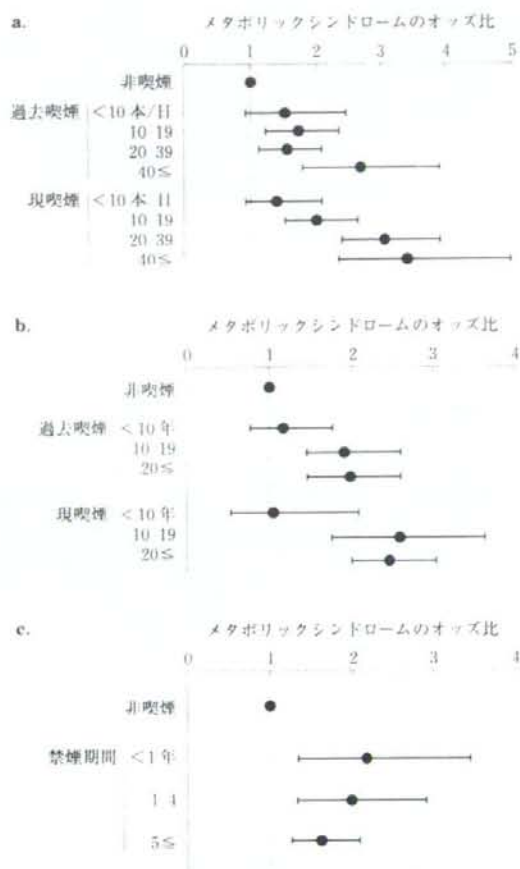 a.
メタボリックシンドロームのオッズ比
0 1 2 3 4 5
非喫煙
過去喫煙 <10本/日
10 19
20 39
40≤
現喫煙 <10本 日
10 19
20 39
40≤
b.
メタボリックシンドロームのオッズ比
0 1 2 3 4
非喫煙
過去喫煙 <10年
10 19
20≤
現喫煙 <10年
10 19
20≤
c.
メタボリックシンドロームのオッズ比
0 1 2 3 4
非喫煙
禁煙期間 <1年
1 4
5≤